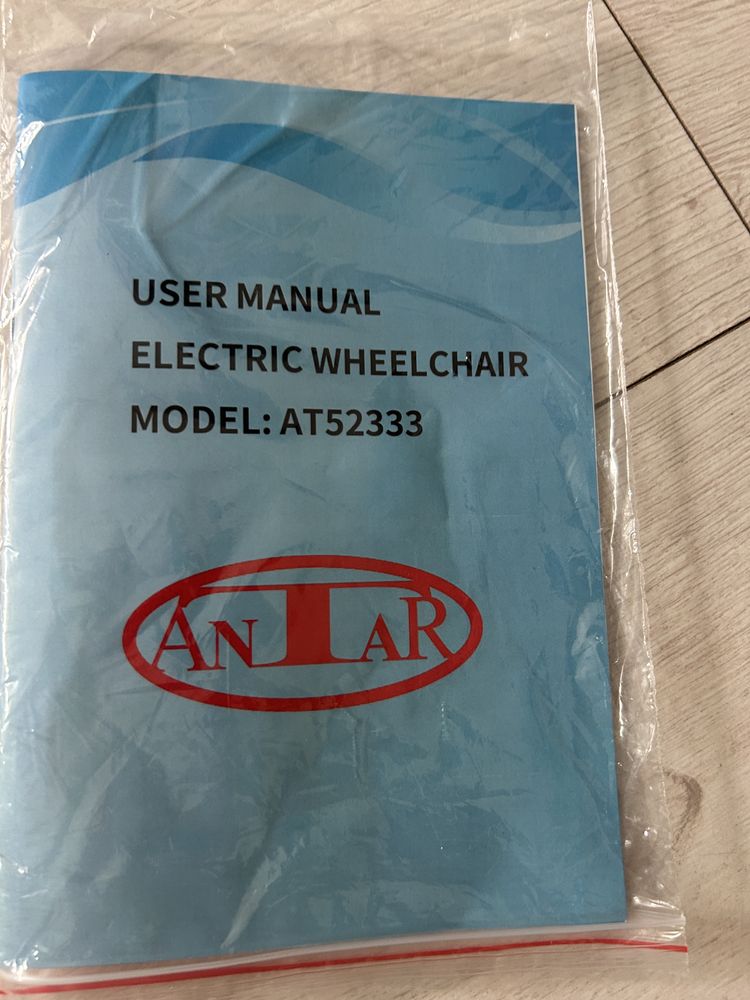 USER MANUAL
ELECTRIC WHEELCHAIR
MODEL: AT52333
ANTAR